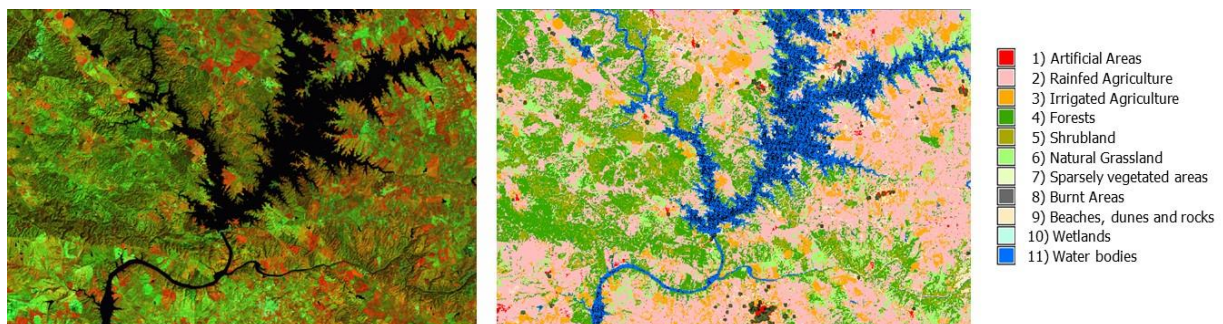 1) Artificial Areas
2) Rainfed Agriculture
3) Irrigated Agriculture
4) Forests
5) Shrubland
6) Natural Grassland
7) Sparsely vegetated areas
8) Burnt Areas
9) Beaches, dunes and rocks
10) Wetlands
11) Water bodies